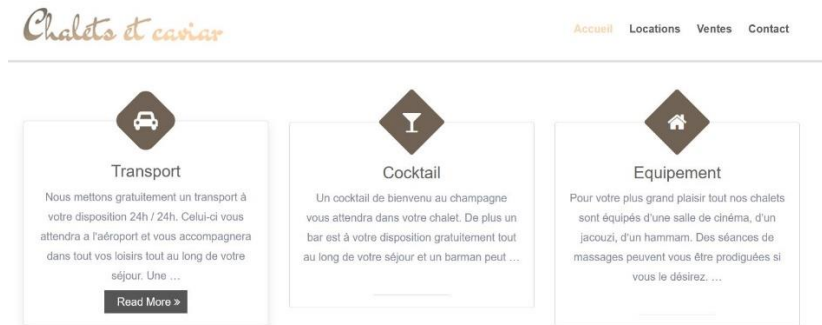 Chalets et caviar
Accueil Locations Ventes Contact
Transport
Nous mettons gratuitement un transport à
votre disposition 24h / 24h. Celui-ci vous
attendra a l'aéroport et vous accompagnera
dans tout vos loisirs tout au long de votre
séjour. Une …
Read More »
Cocktail
Un cocktail de bienvenu au champagne
vous attendra dans votre chalet. De plus un
bar est à votre disposition gratuitement tout
au long de votre séjour et un barman peut …
Equipement
Pour votre plus grand plaisir tout nos chalets
sont équipés d'une salle de cinéma, d'un
jacouzi, d'un hammam. Des séances de
massages peuvent vous être prodiguées si
vous le désirez. …